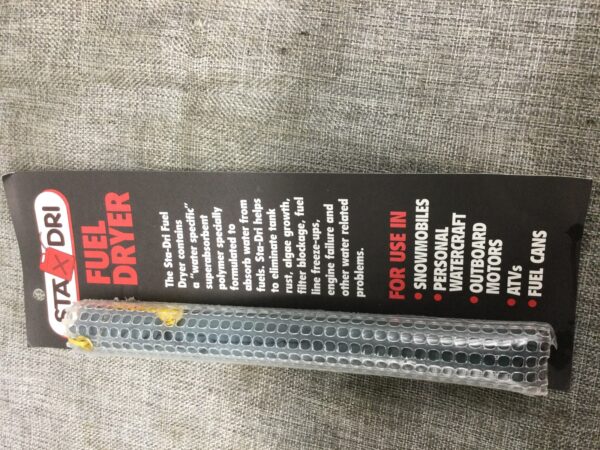 STA DRI
FUEL
DRYER
The Sta-Dri Fuel
Dryer contains
a "water specific,"
superabsorbent
polymer specially
formulated to
absorb water from
fuels. Sta-Dri helps
to eliminate tank
rust, algae growth,
filter blockage, fuel
line freeze-ups,
engine failure and
other water related
problems.
FOR USE IN
• SNOWMOBILES
• PERSONAL
WATERCRAFT
• OUTBOARD
MOTORS
• ATVs
• FUEL CANS